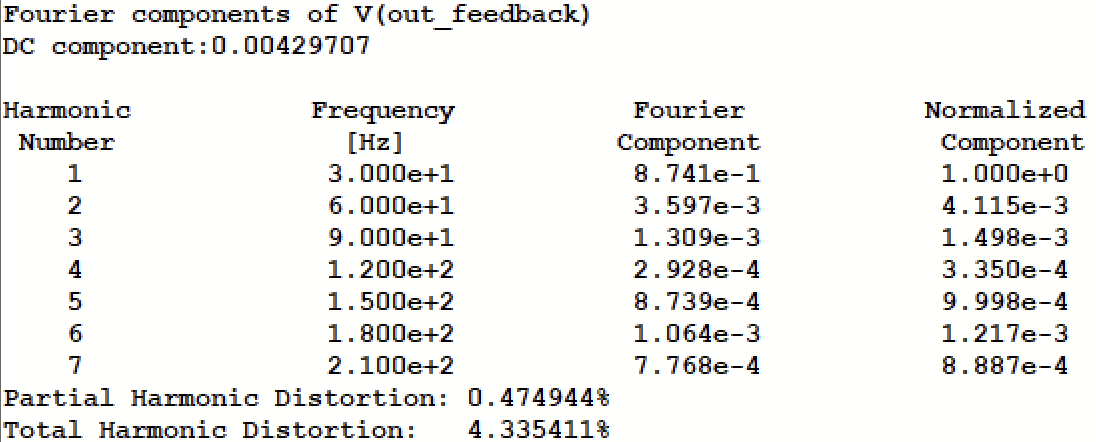 Fourier components of V(out_feedback)
DC component:0.00429707
Harmonic Frequency Fourier Normalized
Number [Hz] Component Component
1 3.000e+1 8.741e-1 1.000e+0
2 6.000e+1 3.597e-3 4.115e-3
3 9.000e+1 1.309e-3 1.498e-3
4 1.200e+2 2.928e-4 3.350e-4
5 1.500e+2 8.739e-4 9.998e-4
6 1.800e+2 1.064e-3 1.217e-3
7 2.100e+2 7.768e-4 8.887e-4
Partial Harmonic Distortion: 0.474944%
Total Harmonic Distortion: 4.335411%